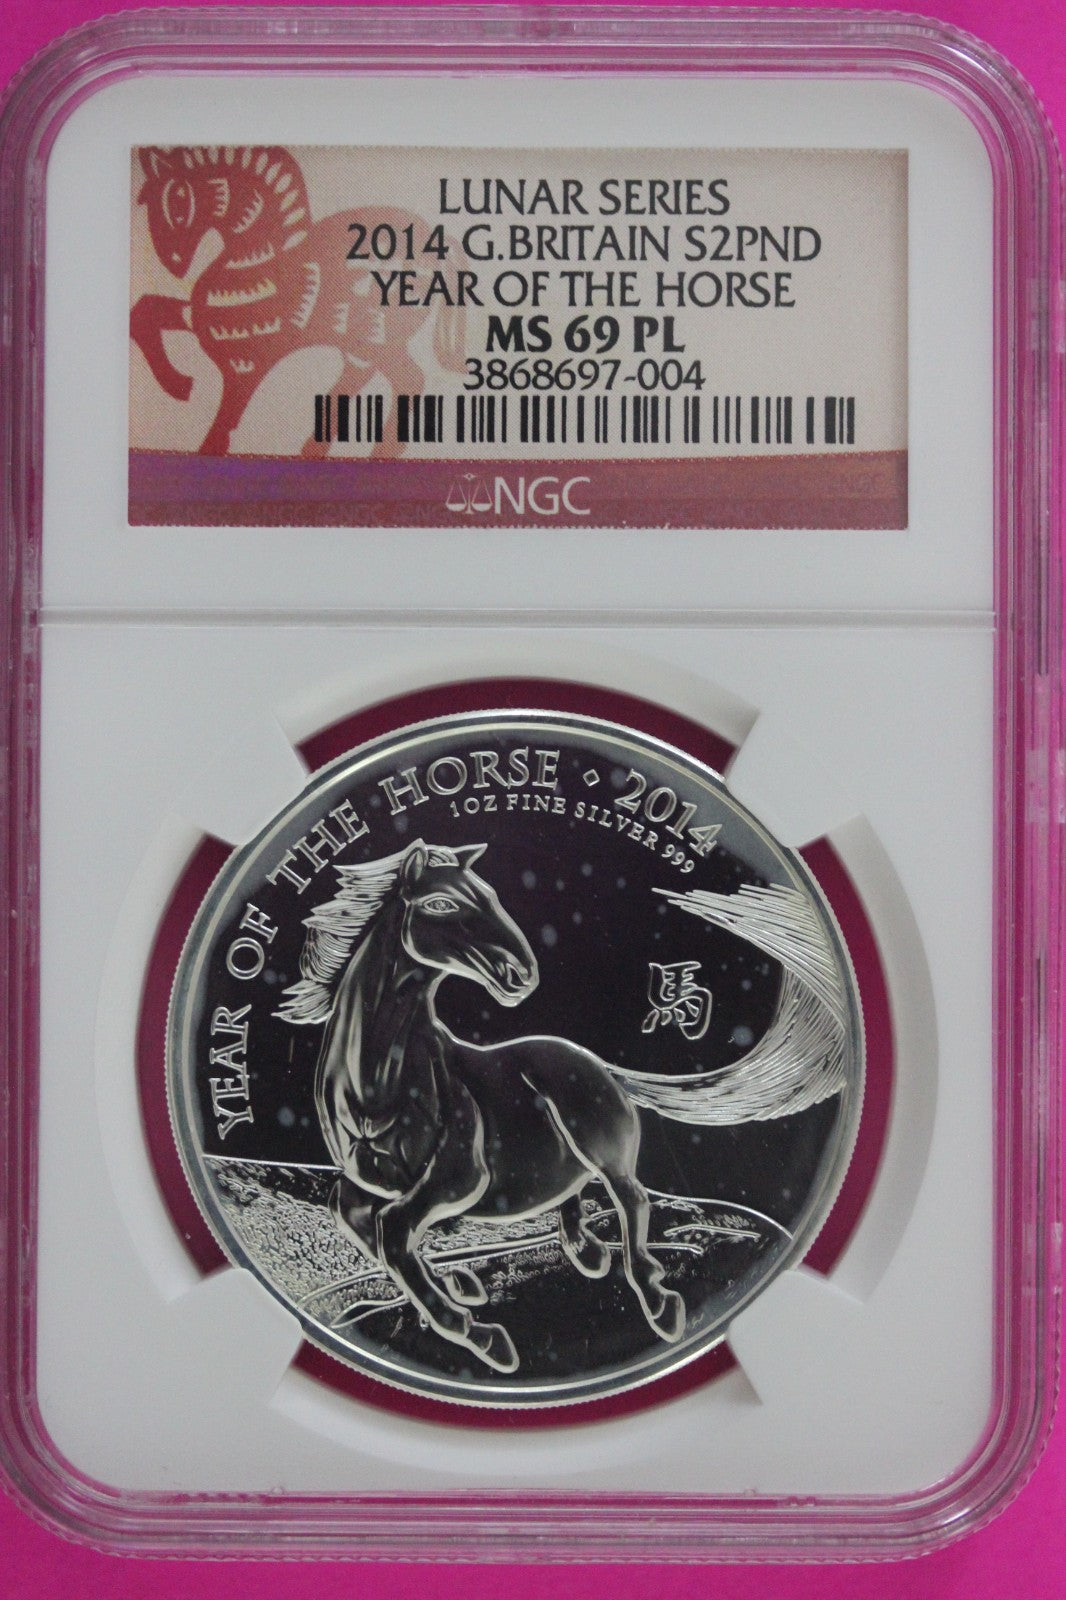 LUNAR SERIES
2014 G.BRITAIN S2PND
YEAR OF THE HORSE
MS 69 PL
3868697-004
NGC
YEAR OF THE HORSE ◇ 2014
1OZ FINE SILVER 999
馬